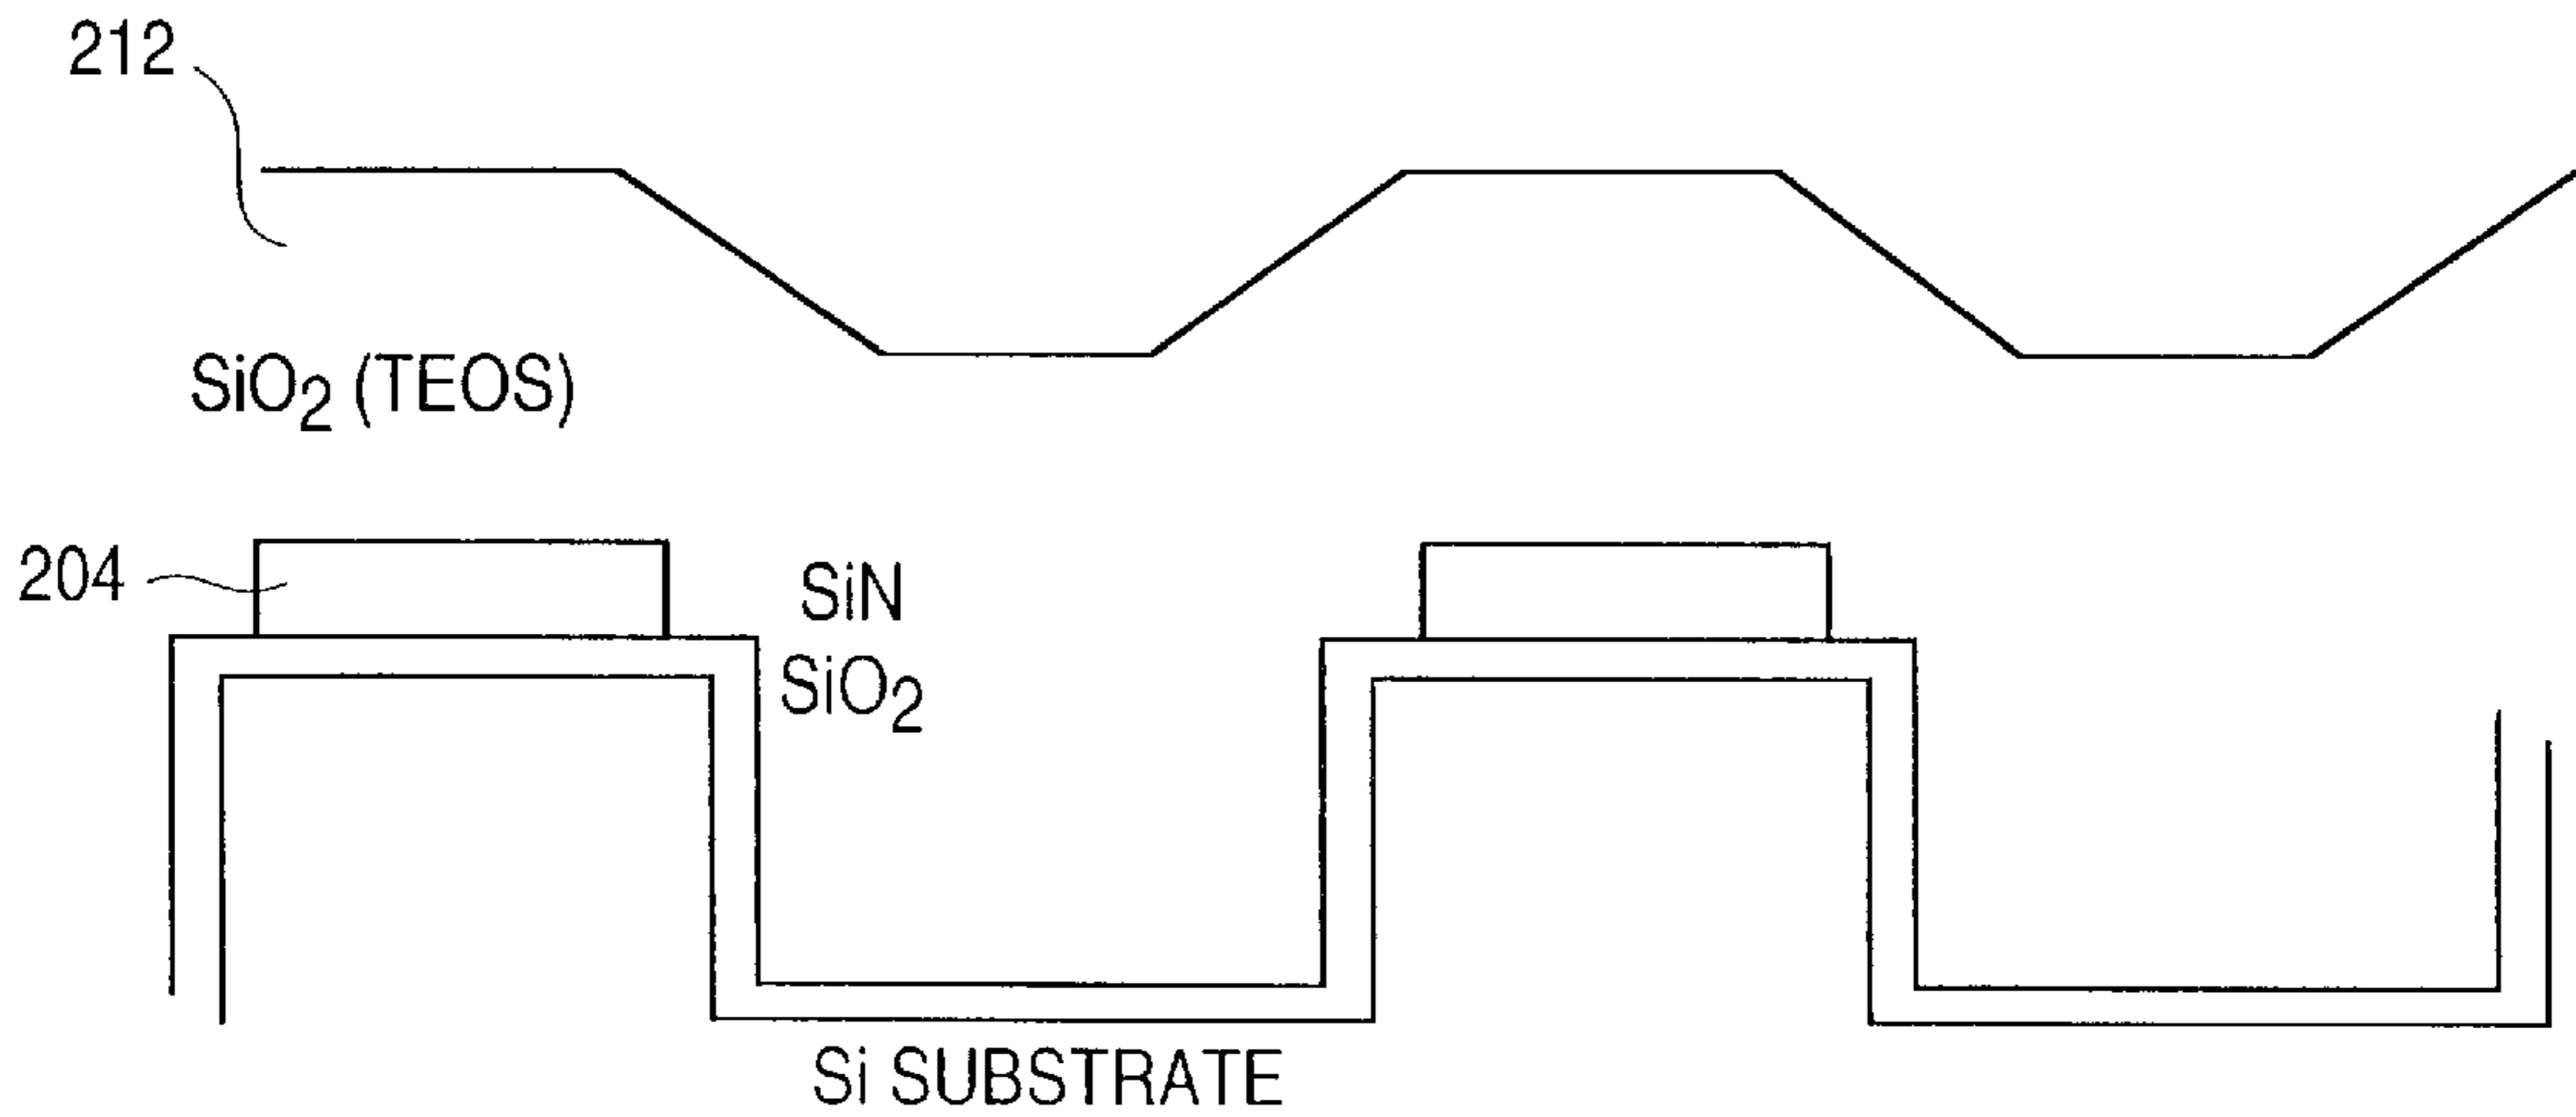 212
SiO₂ (TEOS)
204
SiN
SiO₂
Si SUBSTRATE